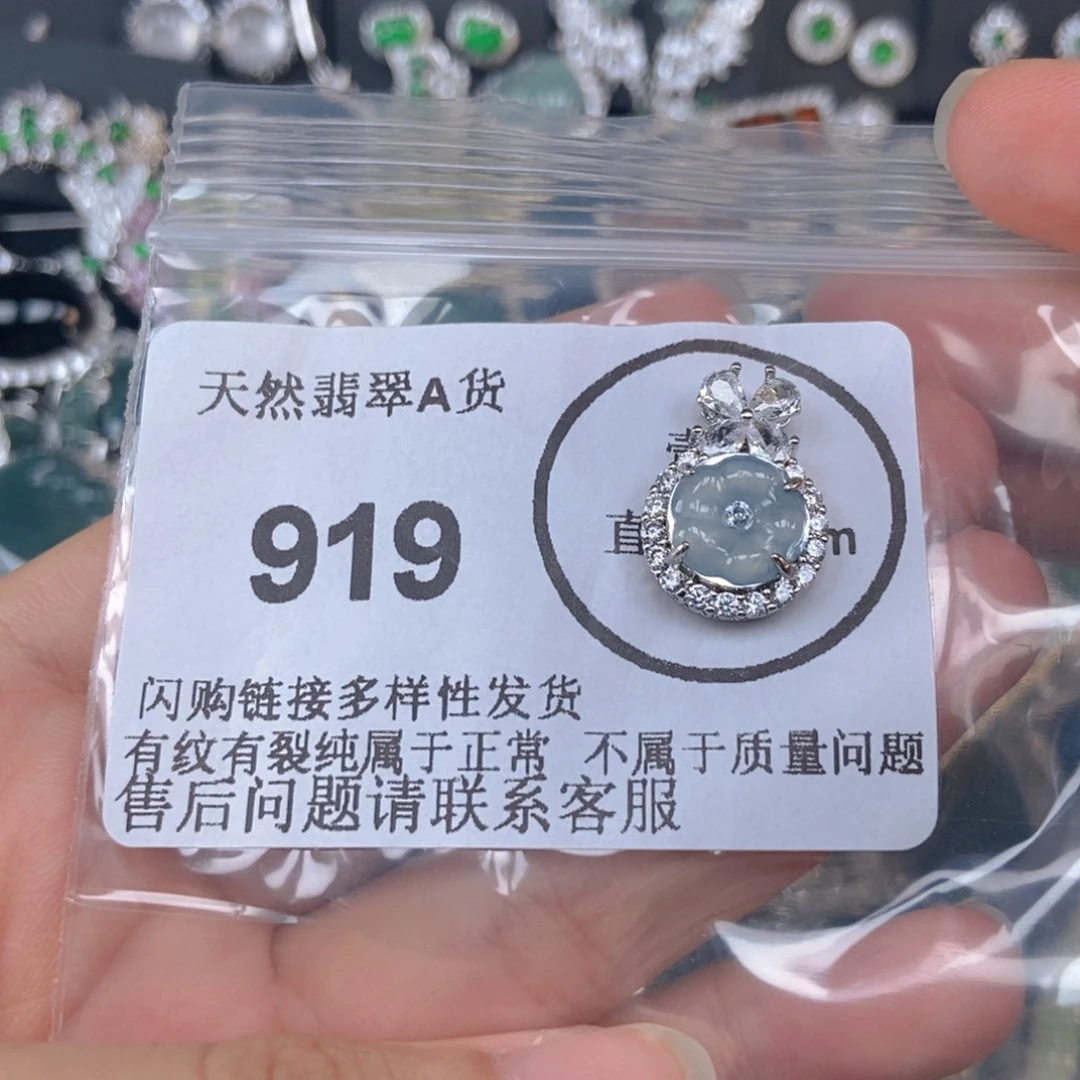 天然翡翠A货
919
直 m
闪购链接多样性发货
有纹有裂纯属于正常 不属于质量问题
售后问题请联系客服